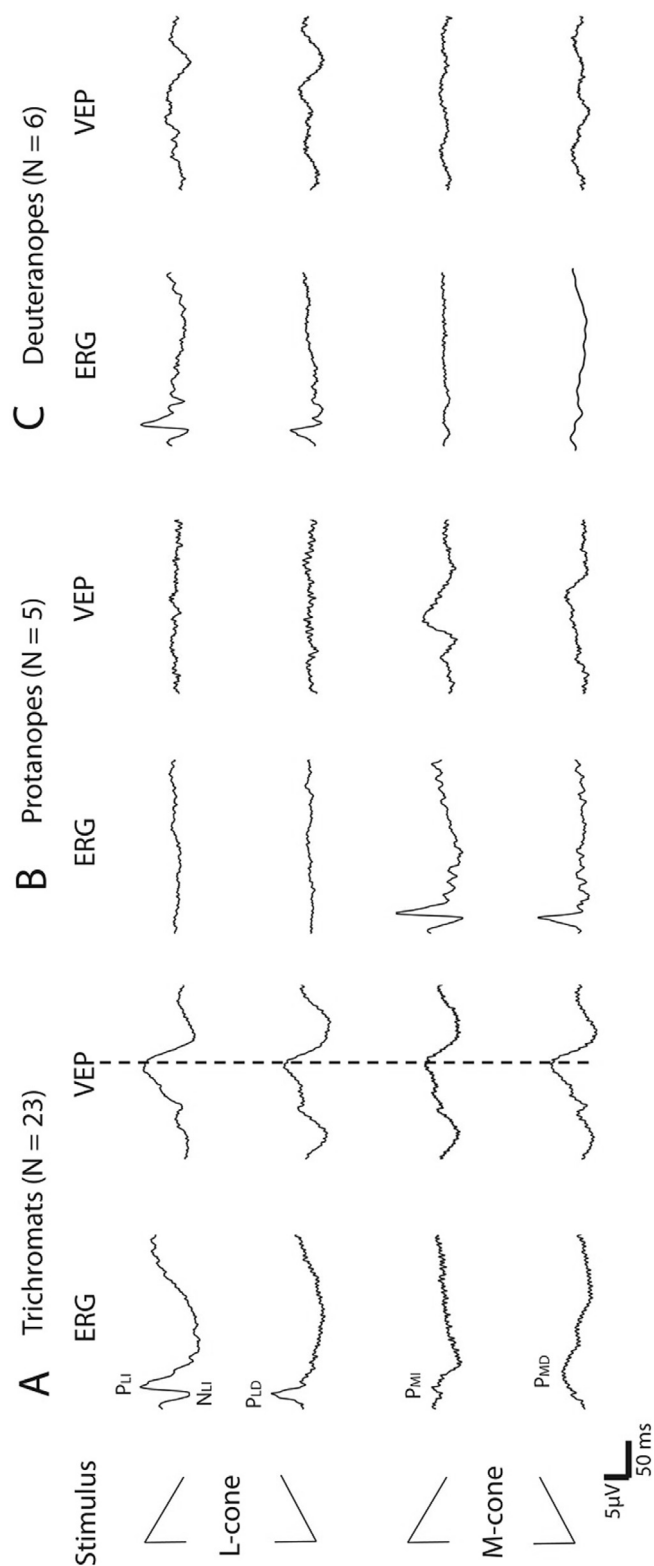 A Trichromats (N = 23)
B Protanopes (N = 5)
C Deuteranopes (N = 6)
Stimulus
ERG
VEP
ERG
VEP
ERG
VEP
PLI
NLI
L-cone
PLD
PMI
M-cone
PMD
5μV
50 ms